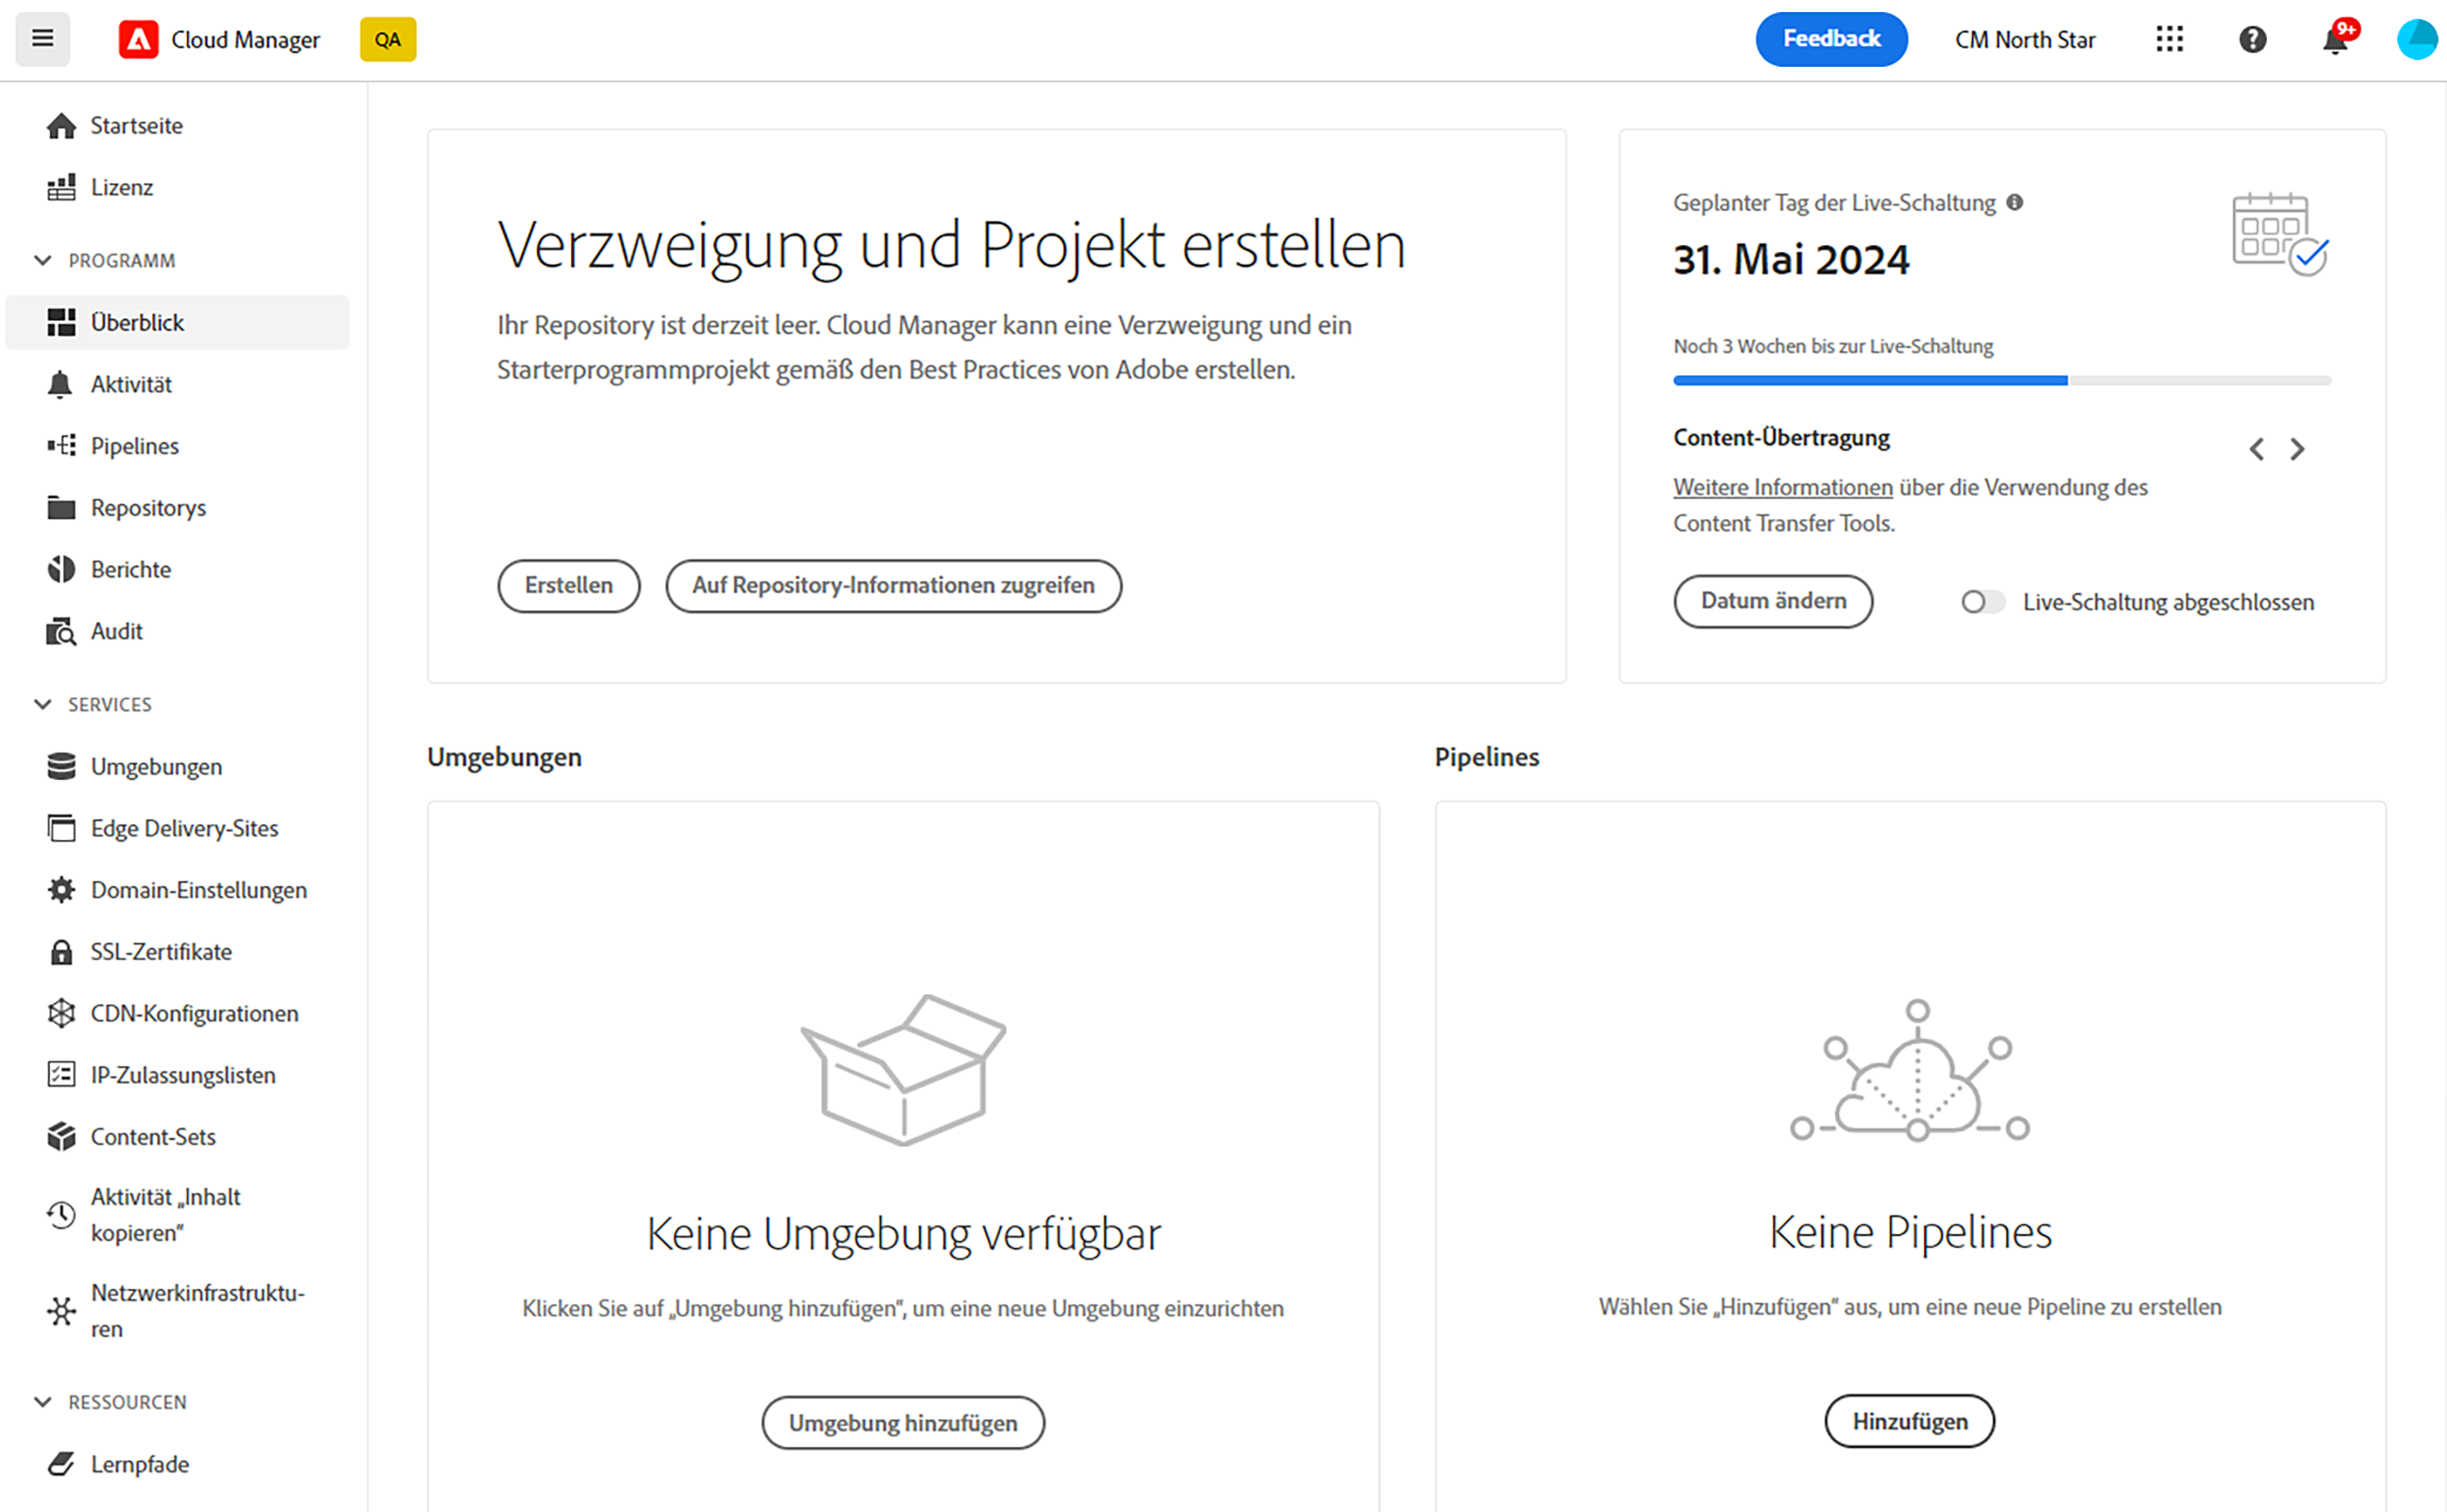 Cloud Manager
QA
Feedback
CM North Star
9+
Startseite
Lizenz
PROGRAMM
Überblick
Aktivität
Pipelines
Repositorys
Berichte
Audit
SERVICES
Umgebungen
Edge Delivery-Sites
Domain-Einstellungen
SSL-Zertifikate
CDN-Konfigurationen
IP-Zulassungslisten
Content-Sets
Aktivität „Inhalt
kopieren“
Netzwerkinfrastruktu-
ren
RESSOURCEN
Lernpfade
Verzweigung und Projekt erstellen
Ihr Repository ist derzeit leer. Cloud Manager kann eine Verzweigung und ein
Starterprogrammprojekt gemäß den Best Practices von Adobe erstellen.
Erstellen
Auf Repository-Informationen zugreifen
Geplanter Tag der Live-Schaltung
31. Mai 2024
Noch 3 Wochen bis zur Live-Schaltung
Content-Übertragung
Weitere Informationen über die Verwendung des
Content Transfer Tools.
Datum ändern
Live-Schaltung abgeschlossen
Umgebungen
Keine Umgebung verfügbar
Klicken Sie auf „Umgebung hinzufügen“, um eine neue Umgebung einzurichten
Umgebung hinzufügen
Pipelines
Keine Pipelines
Wählen Sie „Hinzufügen“ aus, um eine neue Pipeline zu erstellen
Hinzufügen